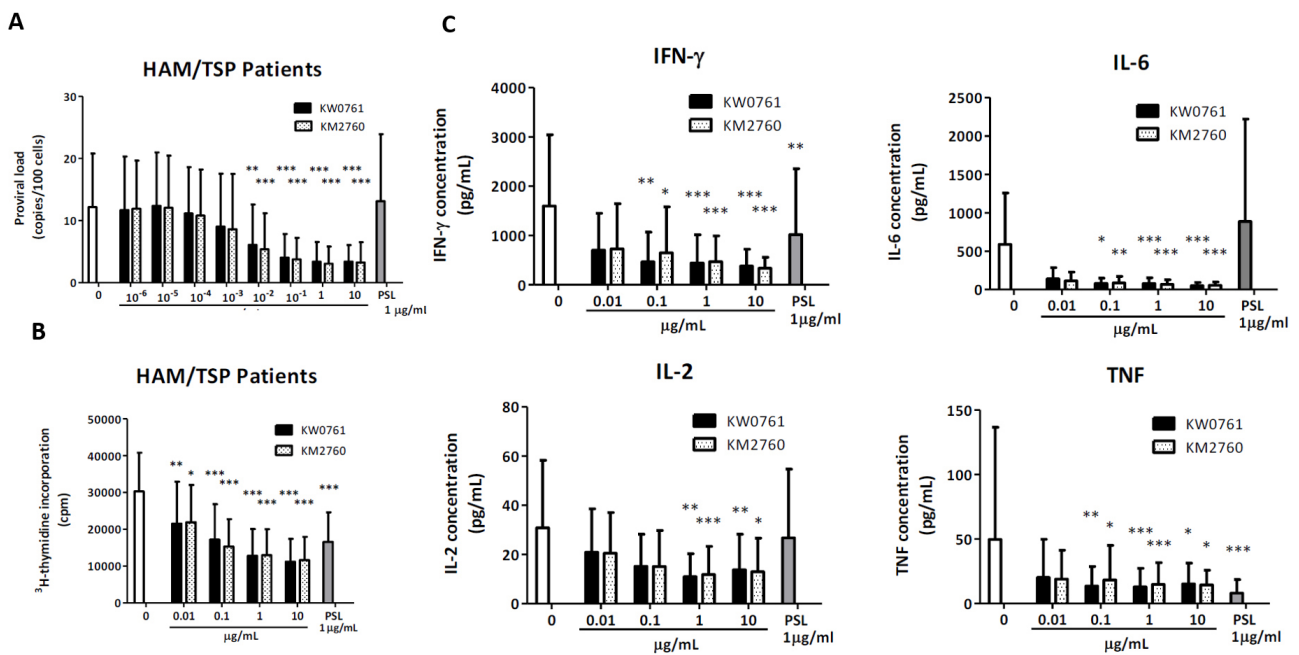 A
HAM/TSP Patients
Proviral load
(copies/100 cells)
30
20
10
0
KW0761
KM2760
** *** *** ***
*** *** *** ***
0 10-6 10-5 10-4 10-3 10-2 10-1 1 10 PSL
1 μg/ml
B
HAM/TSP Patients
3H-thymidine incorporation
(cpm)
50000
40000
30000
20000
10000
0
KW0761
KM2760
** * *** *** *** *** *** *** ***
0 0.01 0.1 1 10 PSL
μg/mL 1 μg/mL
C
IFN-γ
IFN-γ concentration
(pg/mL)
4000
3000
2000
1000
0
KW0761
KM2760
** * *** *** *** *** **
0 0.01 0.1 1 10 PSL
μg/mL 1μg/ml
IL-6
IL-6 concentration
(pg/mL)
2500
2000
1500
1000
500
0
KW0761
KM2760
* ** *** *** *** ***
0 0.01 0.1 1 10 PSL
μg/mL 1μg/ml
IL-2
IL-2 concentration
(pg/mL)
80
60
40
20
0
KW0761
KM2760
** *** ** *
0 0.01 0.1 1 10 PSL
μg/mL 1μg/ml
TNF
TNF concentration
(pg/mL)
150
100
50
0
KW0761
KM2760
** * *** *** * * ***
0 0.01 0.1 1 10 PSL
μg/mL 1μg/ml